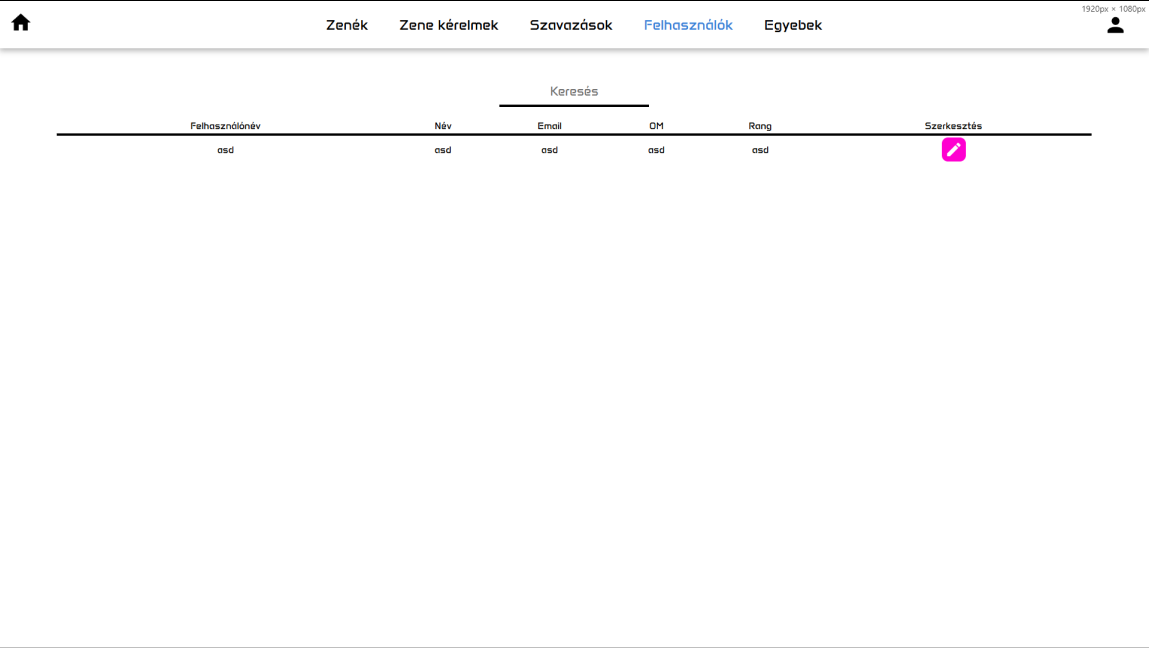 1920px × 1080px
Zenék Zene kérelmek Szavazások Felhasználók Egyebek
Keresés
Felhasználónév Név Email OM Rang Szerkesztés
asd asd asd asd asd